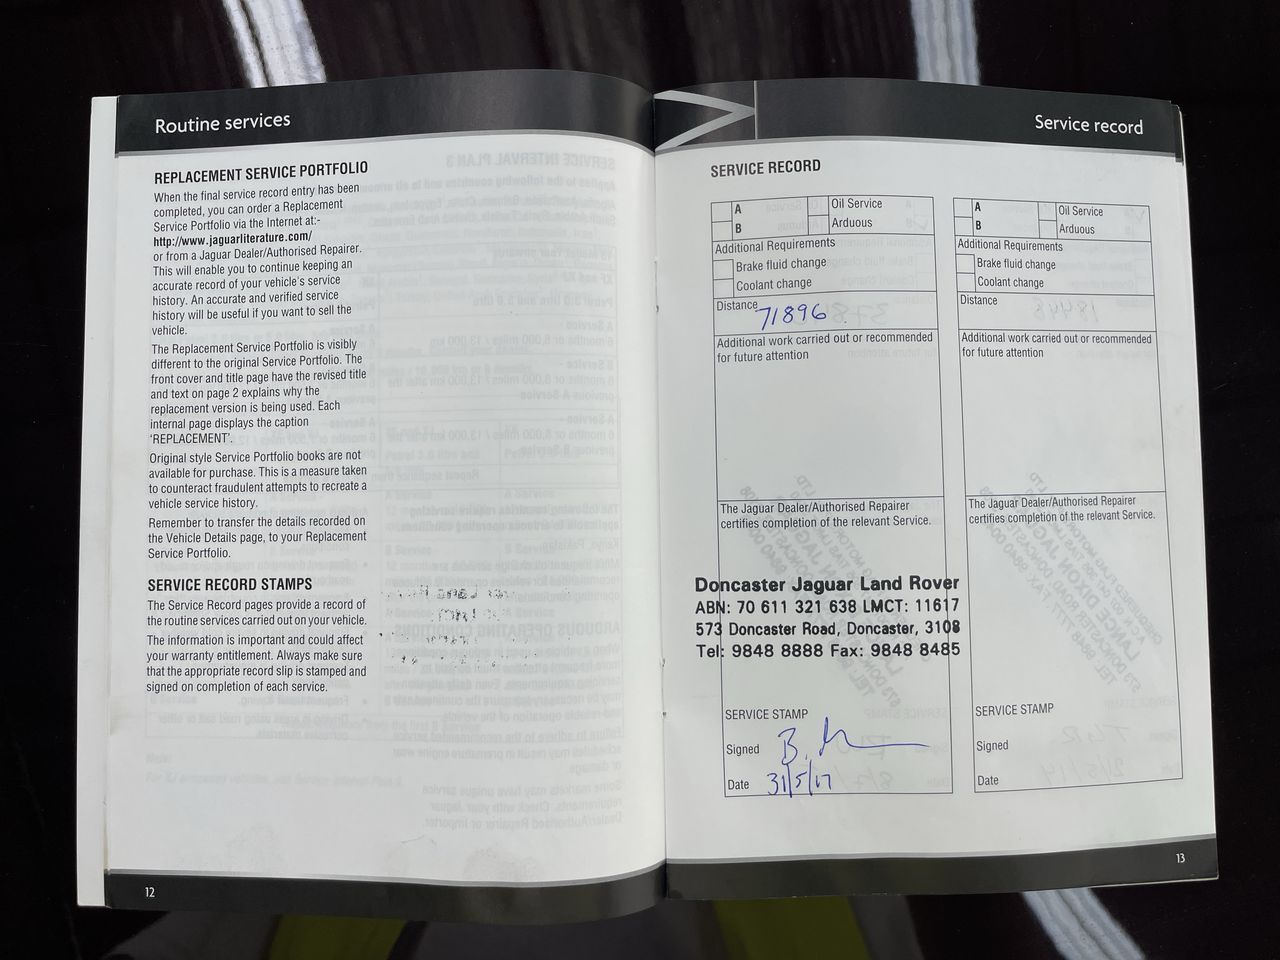 Routine services
REPLACEMENT SERVICE PORTFOLIO
When the final service record entry has been
completed, you can order a Replacement
Service Portfolio via the Internet at:-
http://www.jaguarliterature.com/
or from a Jaguar Dealer/Authorised Repairer.
This will enable you to continue keeping an
accurate record of your vehicle's service
history. An accurate and verified service
history will be useful if you want to sell the
vehicle.
The Replacement Service Portfolio is visibly
different to the original Service Portfolio. The
front cover and title page have the revised title
and text on page 2 explains why the
replacement version is being used. Each
internal page displays the caption
'REPLACEMENT'.
Original style Service Portfolio books are not
available for purchase. This is a measure taken
to counteract fraudulent attempts to recreate a
vehicle service history.
Remember to transfer the details recorded on
the Vehicle Details page, to your Replacement
Service Portfolio.
SERVICE RECORD STAMPS
The Service Record pages provide a record of
the routine services carried out on your vehicle.
The information is important and could affect
your warranty entitlement. Always make sure
that the appropriate record slip is stamped and
signed on completion of each service.
12
Service record
SERVICE RECORD
A Oil Service
B Arduous
Additional Requirements
Brake fluid change
Coolant change
Distance 71896
Additional work carried out or recommended
for future attention
The Jaguar Dealer/Authorised Repairer
certifies completion of the relevant Service.
Doncaster Jaguar Land Rover
ABN: 70 611 321 638 LMCT: 11617
573 Doncaster Road, Doncaster, 3108
Tel: 9848 8888 Fax: 9848 8485
SERVICE STAMP
Signed
Date 31/5/17
A Oil Service
B Arduous
Additional Requirements
Brake fluid change
Coolant change
Distance
Additional work carried out or recommended
for future attention
The Jaguar Dealer/Authorised Repairer
certifies completion of the relevant Service.
SERVICE STAMP
Signed
Date
13